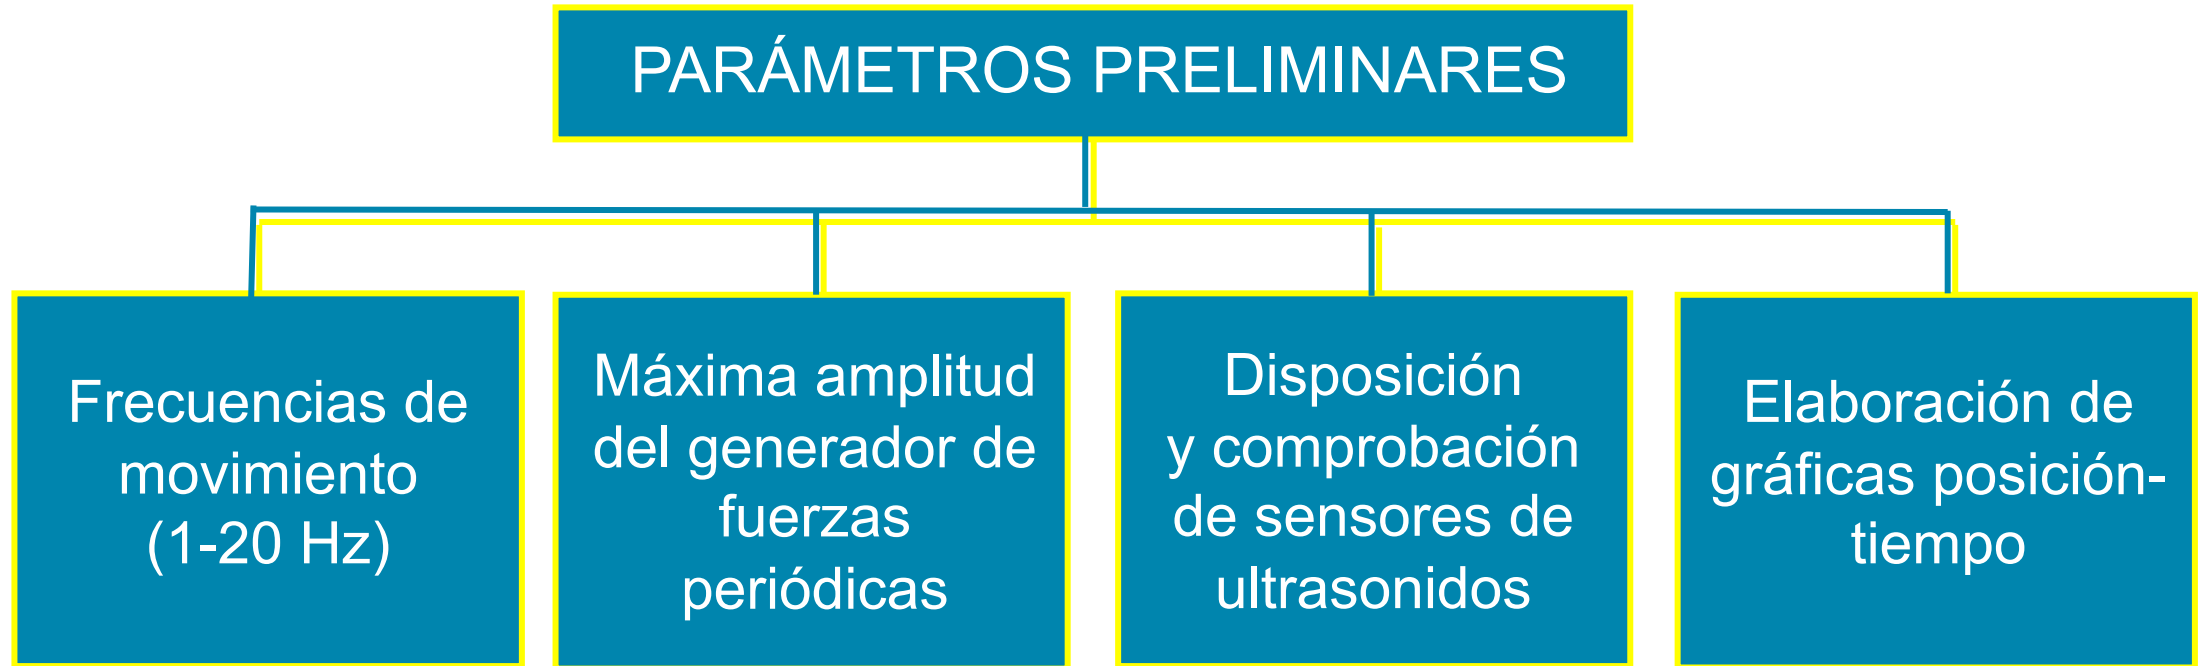 PARÁMETROS PRELIMINARES
Frecuencias de
movimiento
(1-20 Hz)
Máxima amplitud
del generador de
fuerzas
periódicas
Disposición
y comprobación
de sensores de
ultrasonidos
Elaboración de
gráficas posición-
tiempo